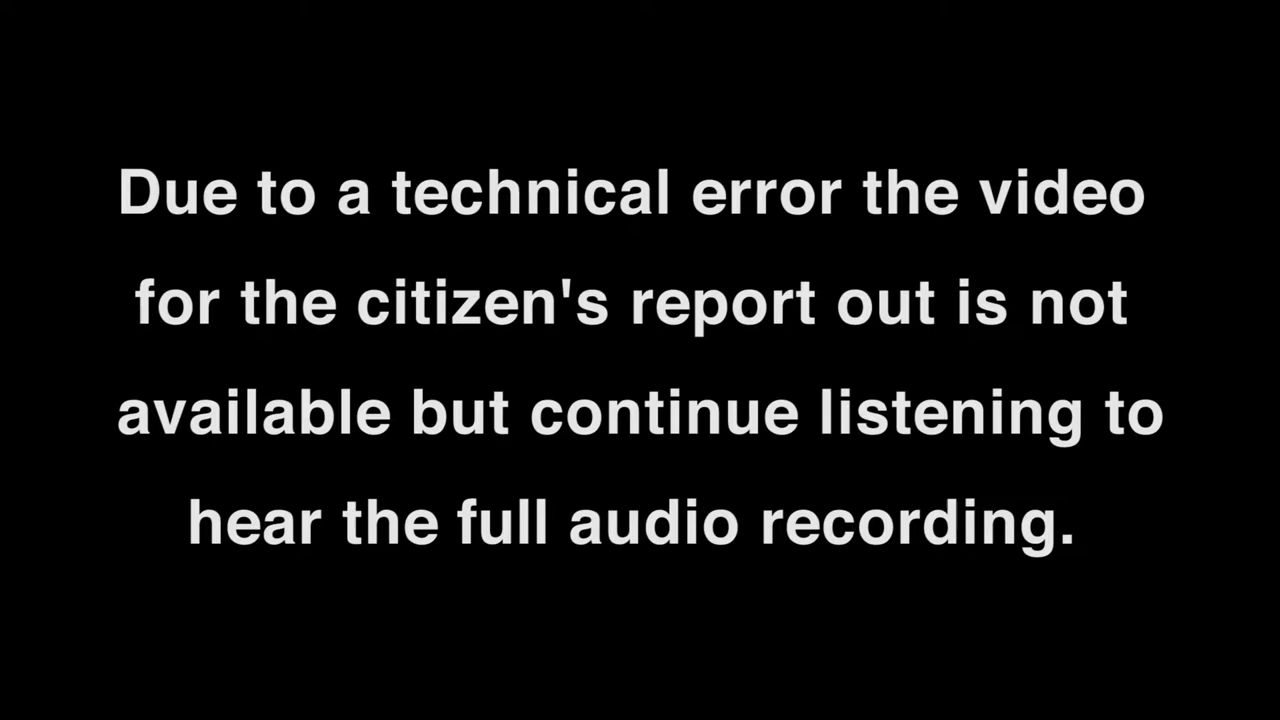 Due to a technical error the video
for the citizen's report out is not
available but continue listening to
hear the full audio recording.